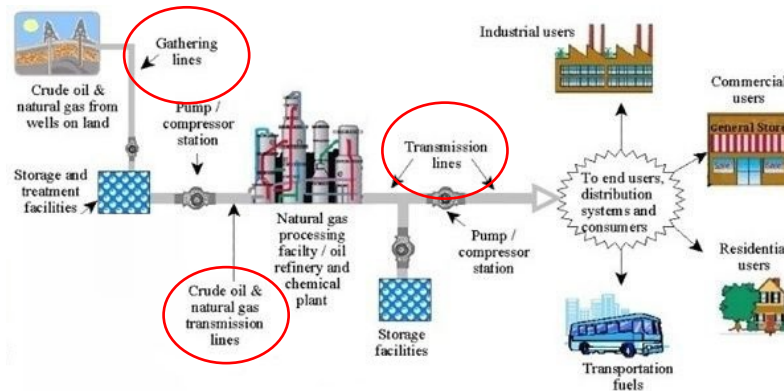 Gathering
lines
Crude oil &
natural gas from
wells on land
Pump /
compressor
station
Storage and
treatment
facilities
Crude oil &
natural gas
transmission
lines
Natural gas
processing
facilty / oil
refinery and
chemical
plant
Transmission
lines
Pump /
compressor
station
Storage
facilities
Industrial users
Commercial
users
General Store
To end users,
distribution
systems and
consumers
Residential
users
Transportation
fuels